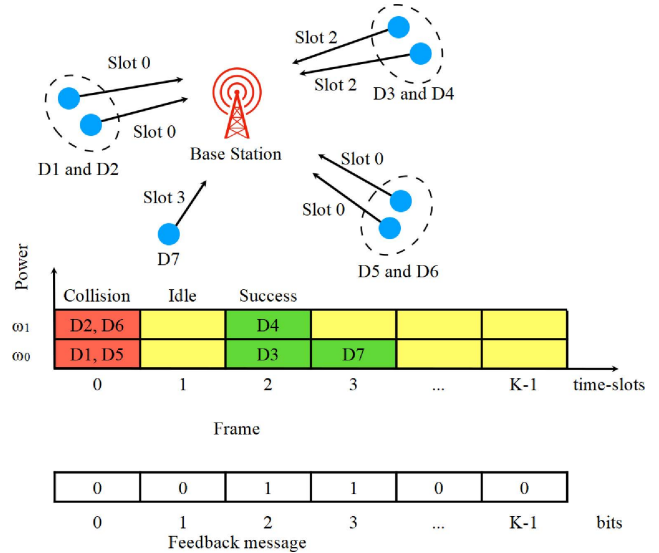 Slot 0
Slot 0
D1 and D2
Base Station
Slot 2
Slot 2
D3 and D4
Slot 3
D7
Slot 0
Slot 0
D5 and D6
Power
Collision Idle Success
ω1 D2, D6 D4
ω0 D1, D5 D3 D7
0 1 2 3 ... K-1 time-slots
Frame
0 0 1 1 0 0
0 1 2 3 ... K-1 bits
Feedback message